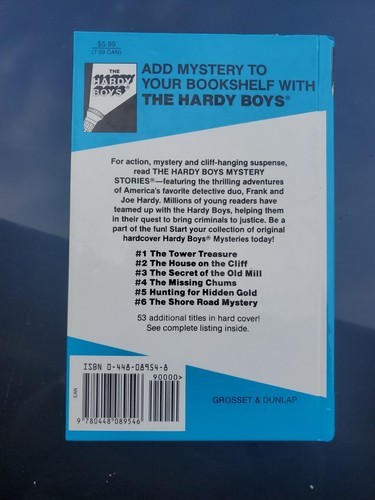 $5.99
(7.99 CAN)
THE
HARDY
BOYS®
ADD MYSTERY TO
YOUR BOOKSHELF WITH
THE HARDY BOYS®
For action, mystery and cliff-hanging suspense,
read THE HARDY BOYS MYSTERY
STORIES®—featuring the thrilling adventures
of America's favorite detective duo, Frank and
Joe Hardy. Millions of young readers have
teamed up with the Hardy Boys, helping them
in their quest to bring criminals to justice. Be a
part of the fun! Start your collection of original
hardcover Hardy Boys® Mysteries today!
#1 The Tower Treasure
#2 The House on the Cliff
#3 The Secret of the Old Mill
#4 The Missing Chums
#5 Hunting for Hidden Gold
#6 The Shore Road Mystery
53 additional titles in hard cover!
See complete listing inside.
ISBN 0-448-08954-8
90000>
EAN
9 780448 089546
GROSSET & DUNLAP